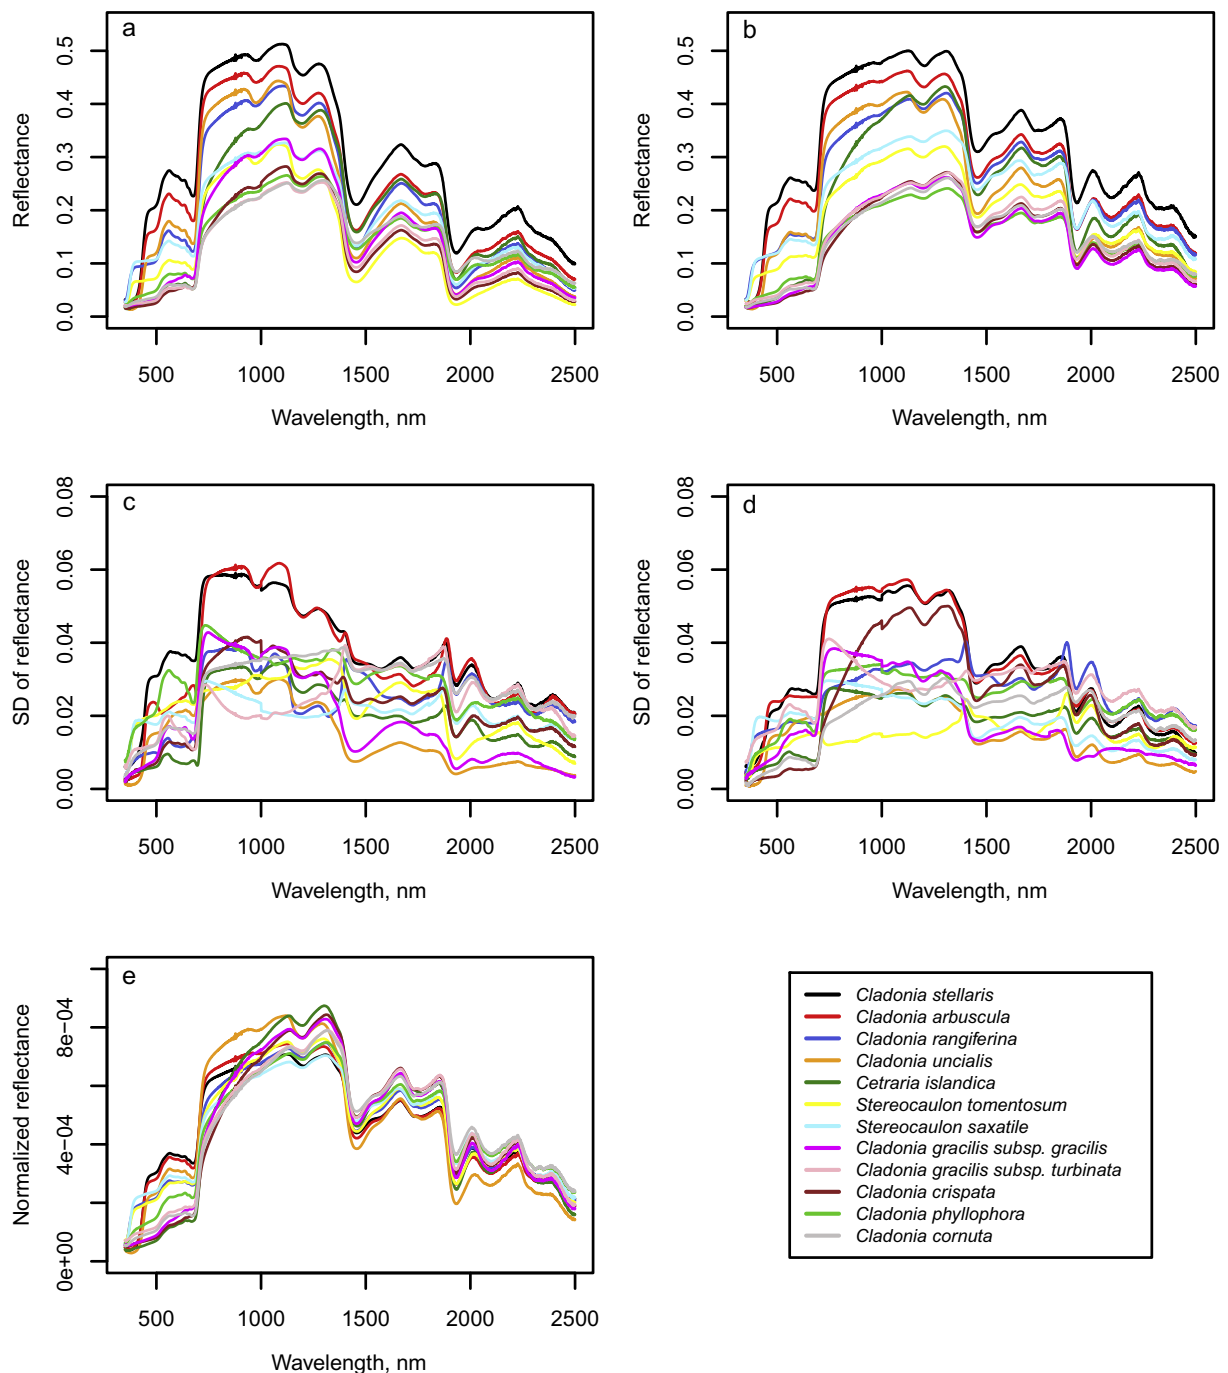 a
0.5
0.4
0.3
0.2
0.1
0.0
Reflectance
500 1000 1500 2000 2500
Wavelength, nm
b
0.5
0.4
0.3
0.2
0.1
0.0
Reflectance
500 1000 1500 2000 2500
Wavelength, nm
c
0.08
0.06
0.04
0.02
0.00
SD of reflectance
500 1000 1500 2000 2500
Wavelength, nm
d
0.08
0.06
0.04
0.02
0.00
SD of reflectance
500 1000 1500 2000 2500
Wavelength, nm
e
8e−04
4e−04
0e+00
Normalized reflectance
500 1000 1500 2000 2500
Wavelength, nm
Cladonia stellaris
Cladonia arbuscula
Cladonia rangiferina
Cladonia uncialis
Cetraria islandica
Stereocaulon tomentosum
Stereocaulon saxatile
Cladonia gracilis subsp. gracilis
Cladonia gracilis subsp. turbinata
Cladonia crispata
Cladonia phyllophora
Cladonia cornuta